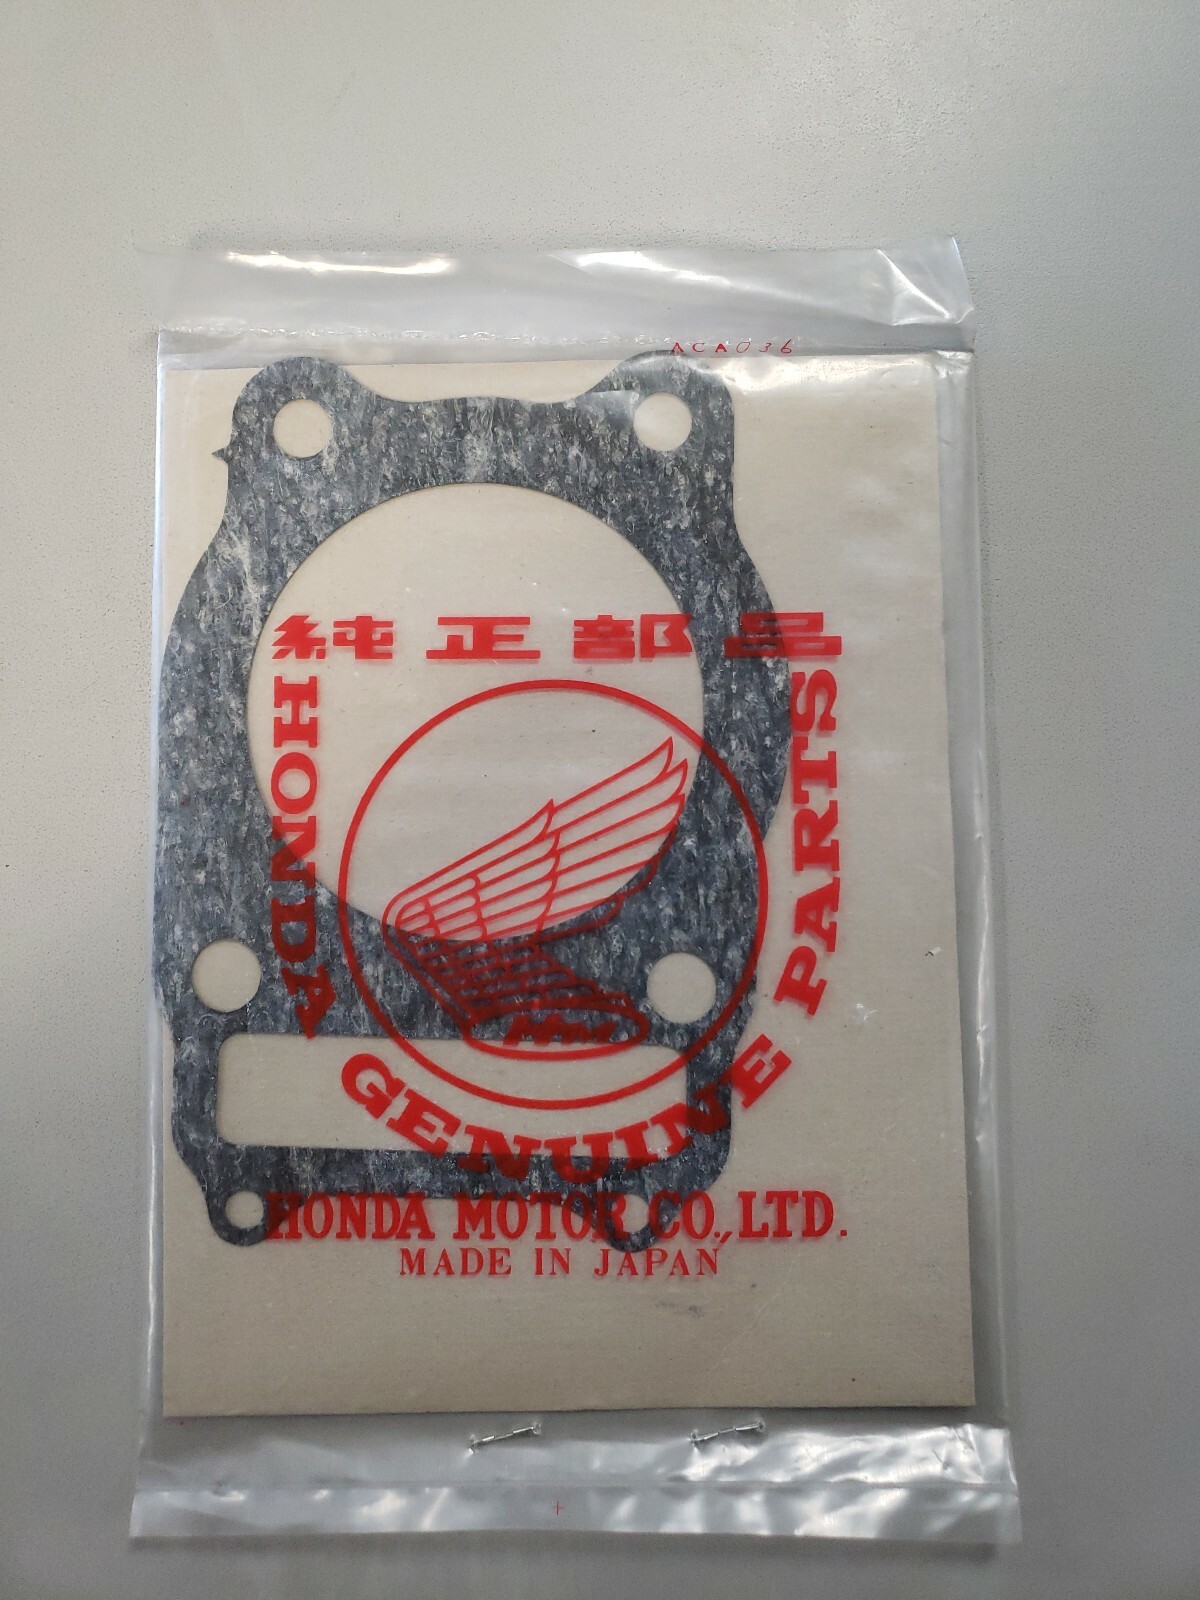 ACA036
純正部品
HONDA GENUINE PARTS
HONDA MOTOR CO., LTD.
MADE IN JAPAN